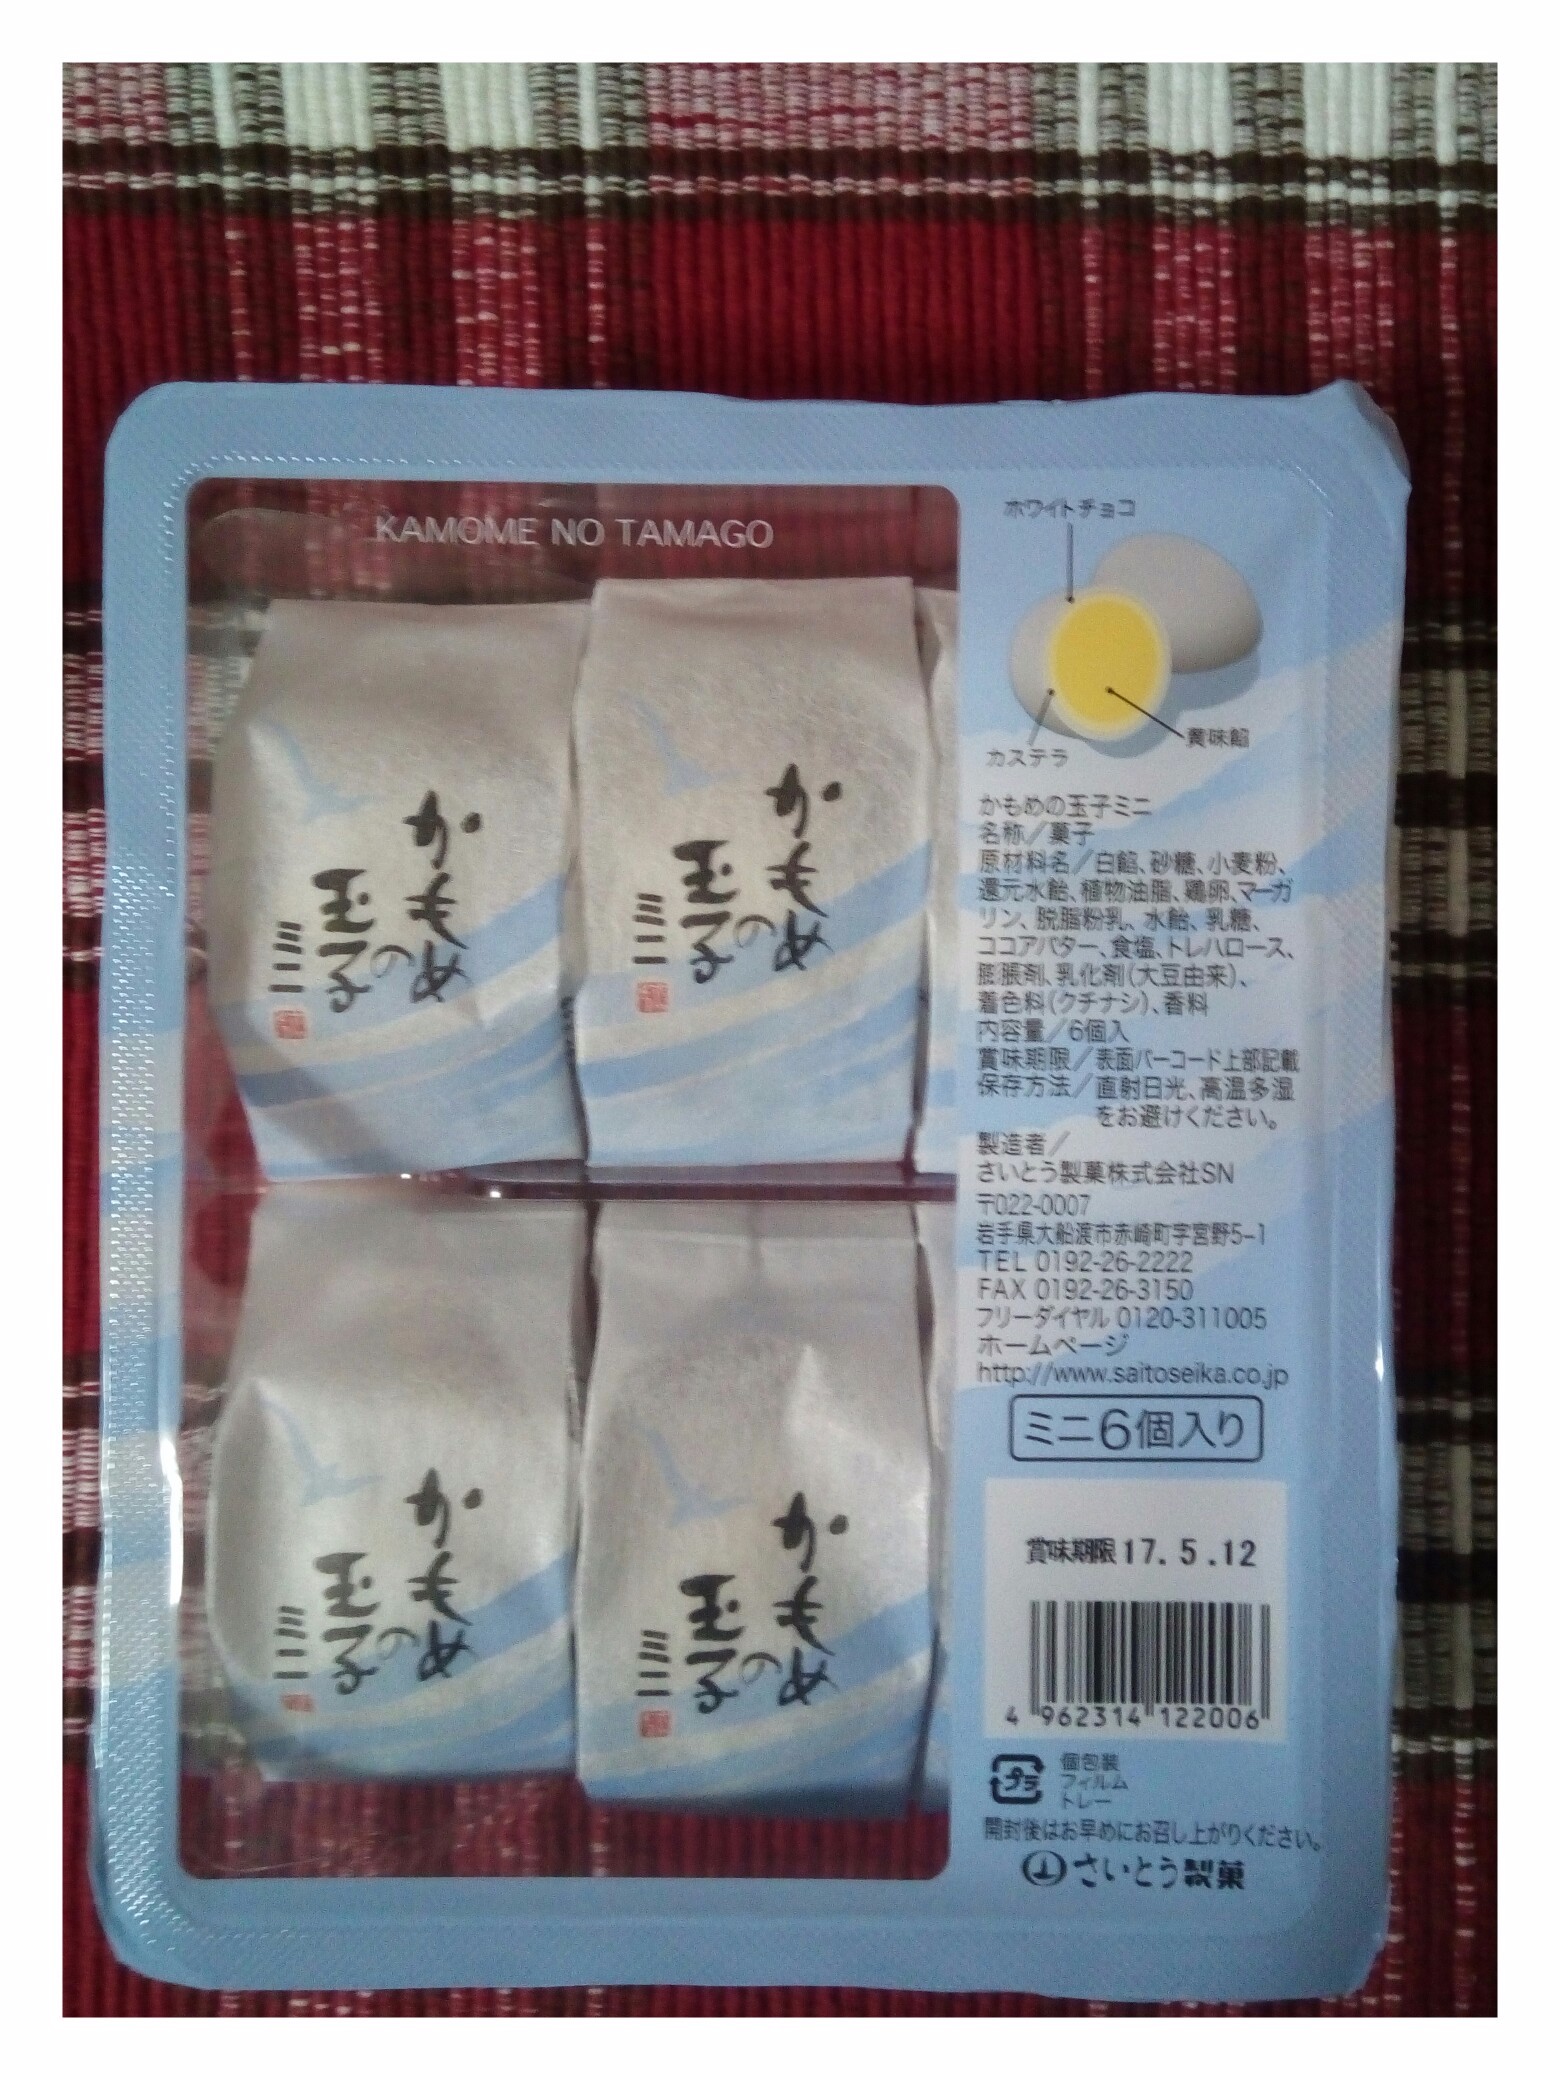 KAMOME NO TAMAGO
かもめの
玉子
ミニ
かもめの
玉子
ミニ
かもめの
玉子
ミニ
かもめの
玉子
ミニ
ホワイトチョコ
カステラ
黄味餡
かもめの玉子ミニ
名称／菓子
原材料名／白餡、砂糖、小麦粉、
還元水飴、植物油脂、鶏卵、マーガ
リン、脱脂粉乳、水飴、乳糖、
ココアバター、食塩、トレハロース、
膨脹剤、乳化剤(大豆由来)、
着色料(クチナシ)、香料
内容量／6個入
賞味期限／表面バーコード上部記載
保存方法／直射日光、高温多湿
をお避けください。
製造者／
さいとう製菓株式会社SN
〒022-0007
岩手県大船渡市赤崎町字宮野5-1
TEL 0192-26-2222
FAX 0192-26-3150
フリーダイヤル 0120-311005
ホームページ
http://www.saitoseika.co.jp
ミニ6個入り
賞味期限17.5.12
4 962314 122006
プラ
個包装
フィルム
トレー
開封後はお早めにお召し上がりください。
さいとう製菓